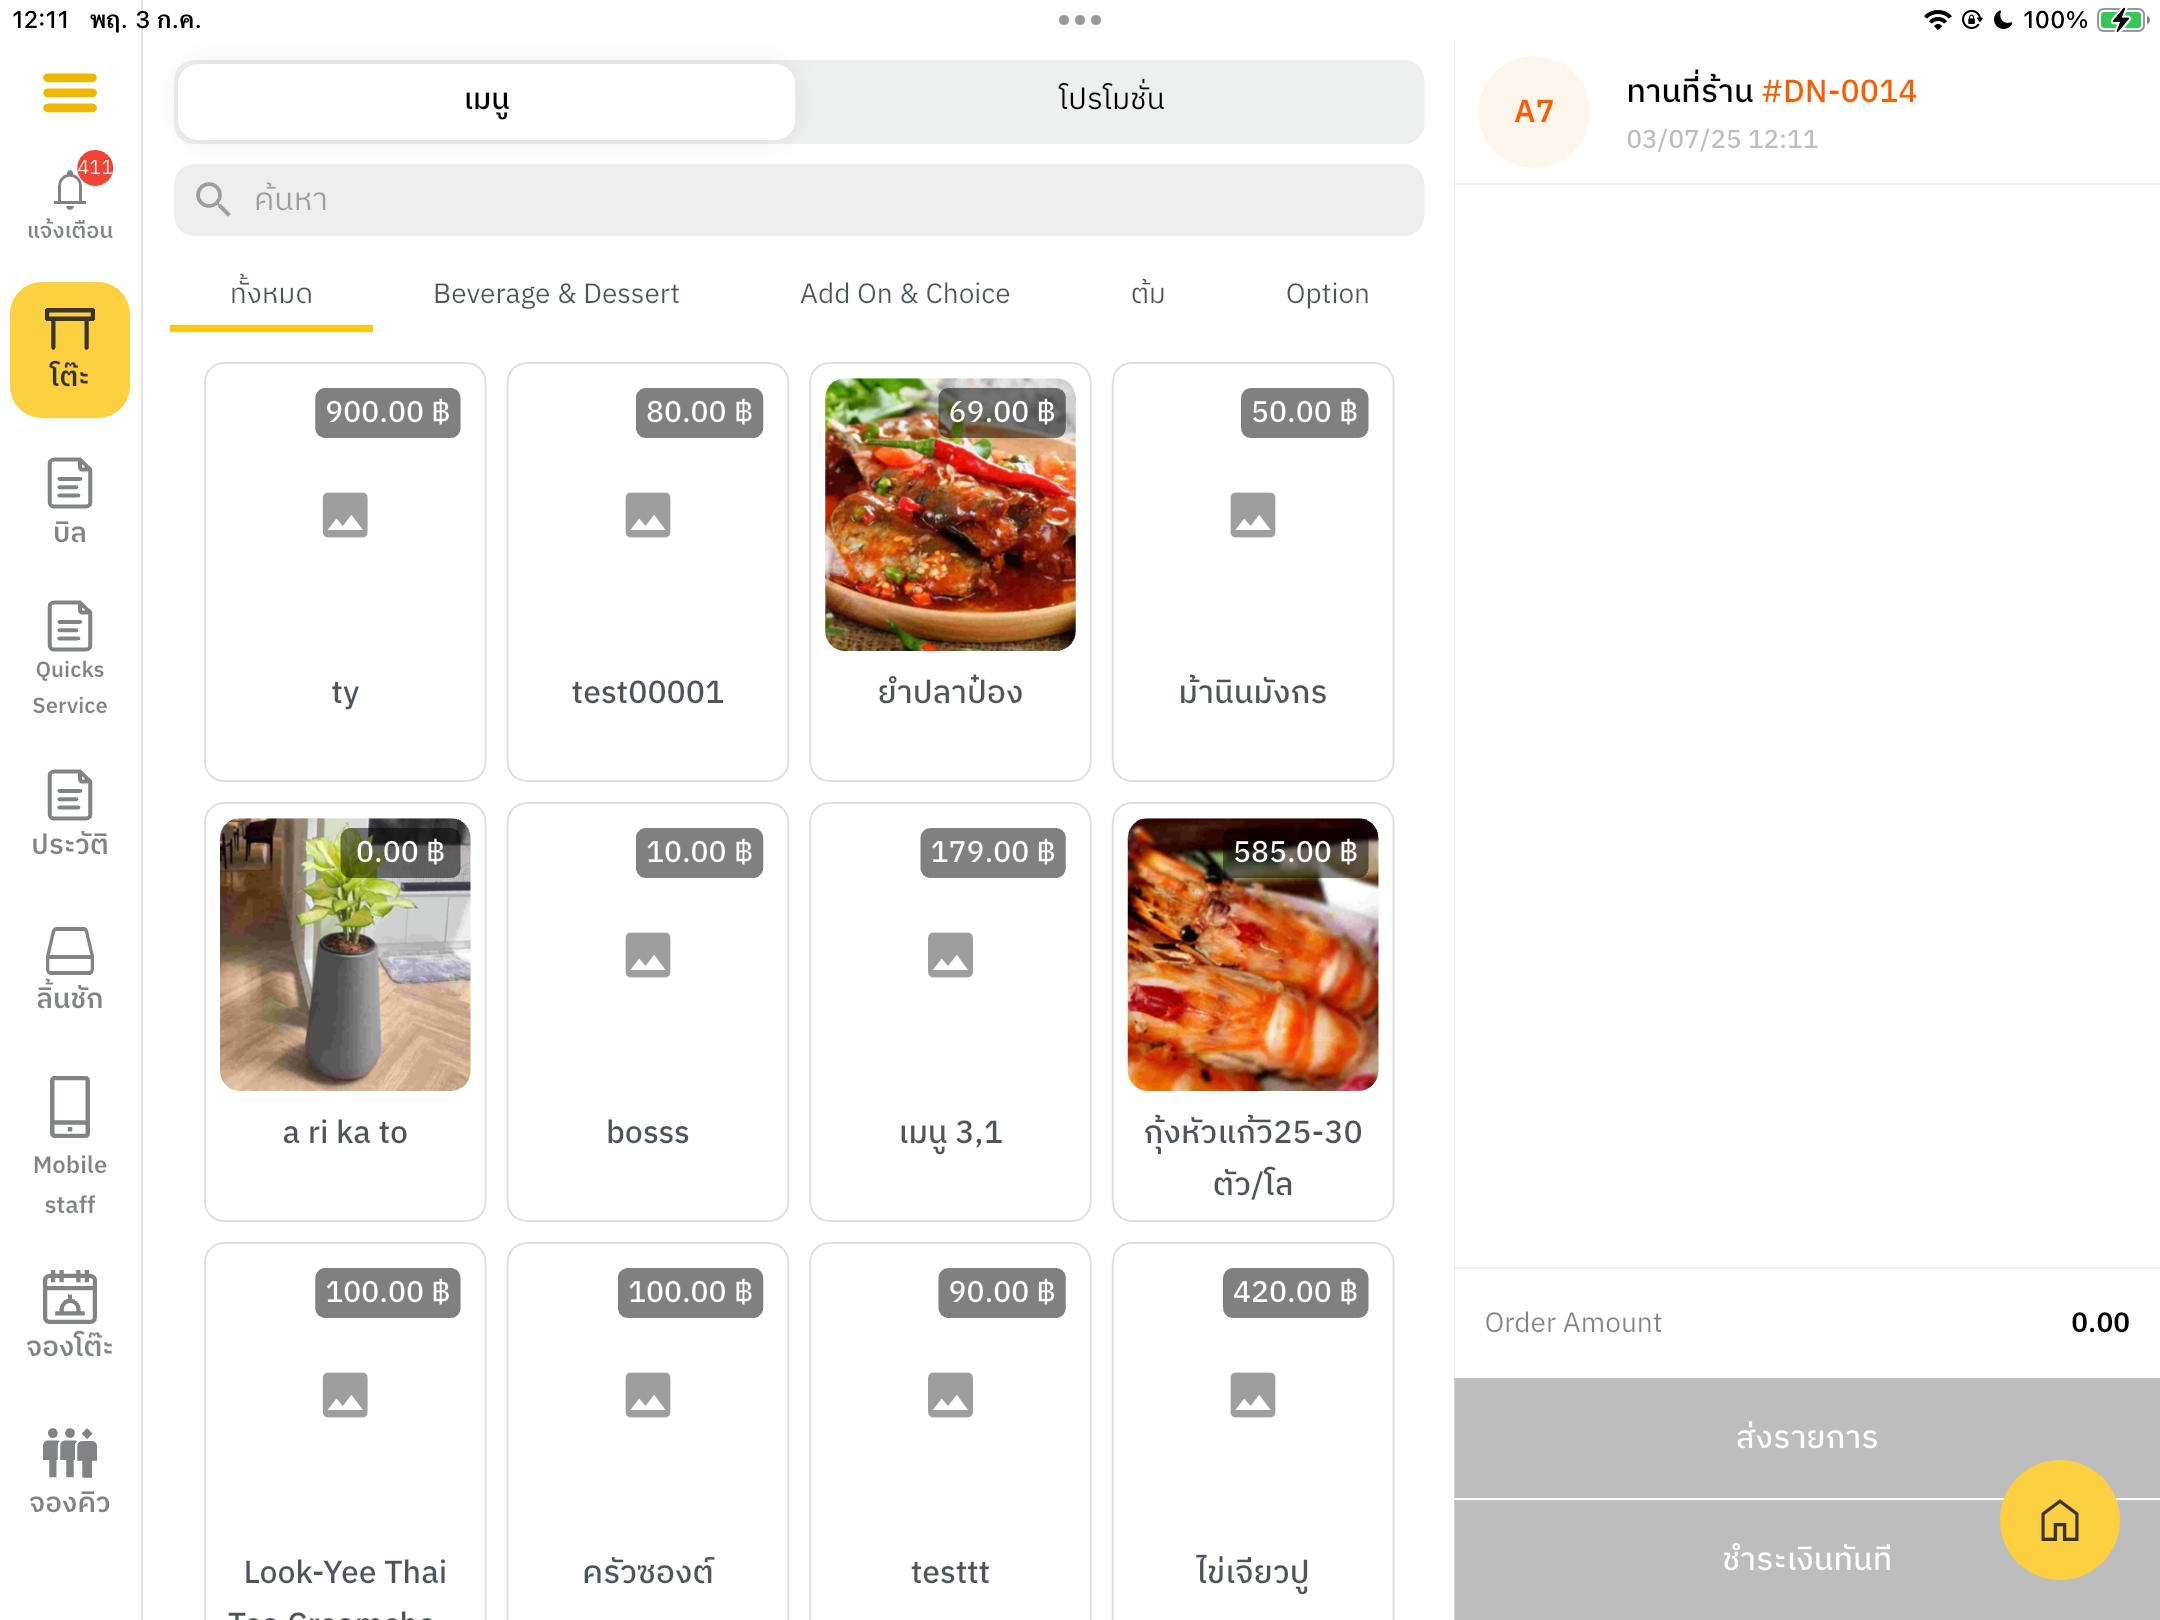 12:11 พฤ. 3 ก.ค.
100%
411
แจ้งเตือน
โต๊ะ
บิล
Quicks
Service
ประวัติ
ลิ้นชัก
Mobile
staff
จองโต๊ะ
จองคิว
เมนู
โปรโมชั่น
ค้นหา
ทั้งหมด
Beverage & Dessert
Add On & Choice
ต้ม
Option
900.00 ฿
ty
80.00 ฿
test00001
69.00 ฿
ยำปลาป๋อง
50.00 ฿
ม้านินมังกร
0.00 ฿
a ri ka to
10.00 ฿
bosss
179.00 ฿
เมนู 3,1
585.00 ฿
กุ้งหัวแก้วิ25-30
ตัว/โล
100.00 ฿
Look-Yee Thai
100.00 ฿
ครัวซองต์
90.00 ฿
testtt
420.00 ฿
ไข่เจียวปู
A7
ทานที่ร้าน #DN-0014
03/07/25 12:11
Order Amount
0.00
ส่งรายการ
ชำระเงินทันที